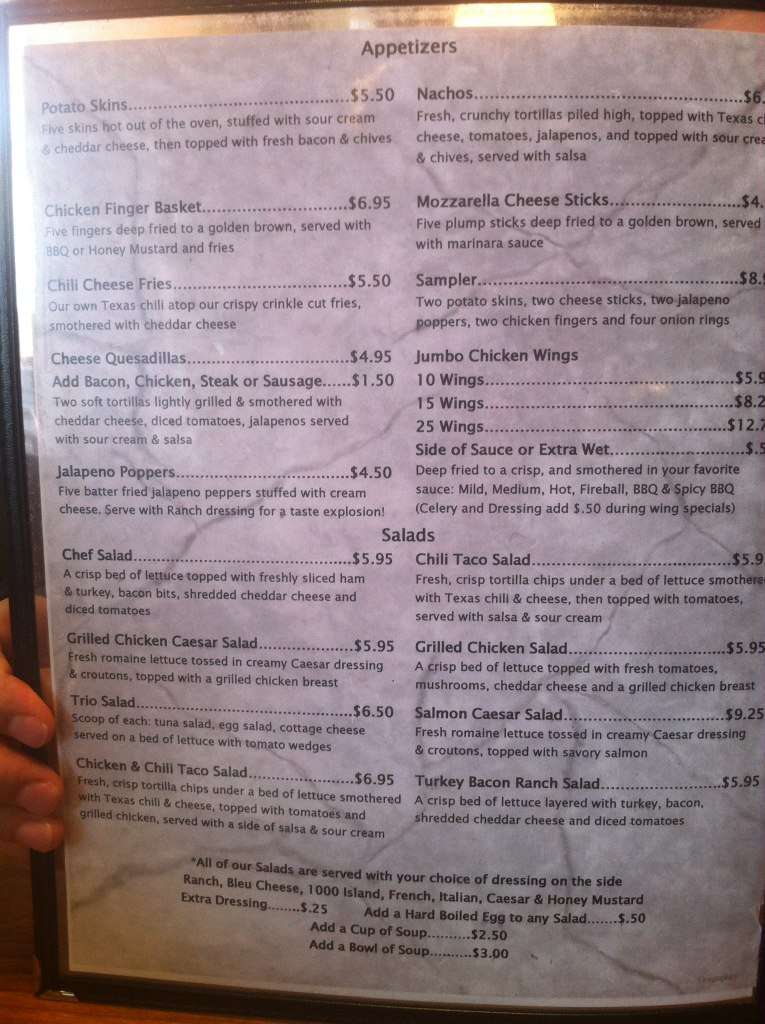 Appetizers
Potato Skins.......................................$5.50
Five skins hot out of the oven, stuffed with sour cream
& cheddar cheese, then topped with fresh bacon & chives
Chicken Finger Basket..........................$6.95
Five fingers deep fried to a golden brown, served with
BBQ or Honey Mustard and fries
Chili Cheese Fries...............................$5.50
Our own Texas chili atop our crispy crinkle cut fries,
smothered with cheddar cheese
Cheese Quesadillas.............................$4.95
Add Bacon, Chicken, Steak or Sausage......$1.50
Two soft tortillas lightly grilled & smothered with
cheddar cheese, diced tomatoes, jalapenos served
with sour cream & salsa
Jalapeno Poppers...............................$4.50
Five batter fried jalapeno peppers stuffed with cream
cheese. Serve with Ranch dressing for a taste explosion!
Nachos................................................$6.
Fresh, crunchy tortillas piled high, topped with Texas
cheese, tomatoes, jalapenos, and topped with sour
& chives, served with salsa
Mozzarella Cheese Sticks.......................$4.
Five plump sticks deep fried to a golden brown, served
with marinara sauce
Sampler..............................................$8.
Two potato skins, two cheese sticks, two jalapeno
poppers, two chicken fingers and four onion rings
Jumbo Chicken Wings
10 Wings............................................$5.9
15 Wings............................................$8.2
25 Wings...........................................$12.7
Side of Sauce or Extra Wet.......................$.5
Deep fried to a crisp, and smothered in your favorite
sauce: Mild, Medium, Hot, Fireball, BBQ & Spicy BBQ
(Celery and Dressing add $.50 during wing specials)
Salads
Chef Salad........................................$5.95
A crisp bed of lettuce topped with freshly sliced ham
& turkey, bacon bits, shredded cheddar cheese and
diced tomatoes
Grilled Chicken Caesar Salad.................$5.95
Fresh romaine lettuce tossed in creamy Caesar dressing
& croutons, topped with a grilled chicken breast
Trio Salad........................................$6.50
Scoop of each: tuna salad, egg salad, cottage cheese
served on a bed of lettuce with tomato wedges
Chicken & Chili Taco Salad...................$6.95
Fresh, crisp tortilla chips under a bed of lettuce smothered
with Texas chili & cheese, topped with tomatoes and
grilled chicken, served with a side of salsa & sour cream
Chili Taco Salad...................................$5.9
Fresh, crisp tortilla chips under a bed of lettuce smothere
with Texas chili & cheese, then topped with tomatoes,
served with salsa & sour cream
Grilled Chicken Salad...........................$5.95
A crisp bed of lettuce topped with fresh tomatoes,
mushrooms, cheddar cheese and a grilled chicken breast
Salmon Caesar Salad............................$9.25
Fresh romaine lettuce tossed in creamy Caesar dressing
& croutons, topped with savory salmon
Turkey Bacon Ranch Salad.....................$5.95
A crisp bed of lettuce layered with turkey, bacon,
shredded cheddar cheese and diced tomatoes
*All of our Salads are served with your choice of dressing on the side
Ranch, Bleu Cheese, 1000 Island, French, Italian, Caesar & Honey Mustard
Extra Dressing........$.25 Add a Hard Boiled Egg to any Salad.......$.50
Add a Cup of Soup..........$2.50
Add a Bowl of Soup..........$3.00